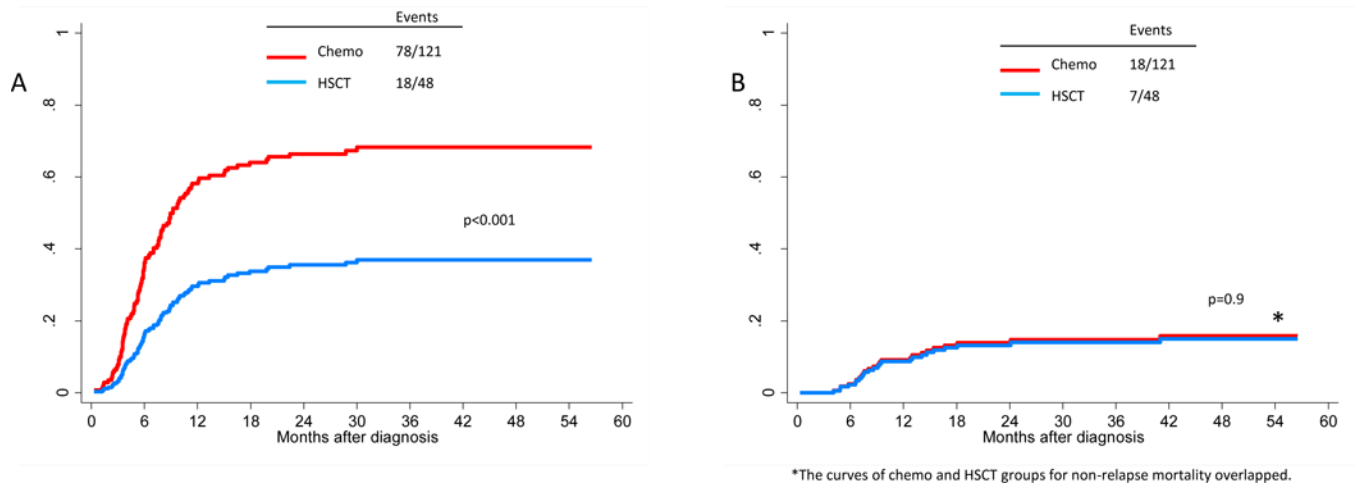 A
Events
Chemo 78/121
HSCT 18/48
1
.8
.6
.4
.2
0
p<0.001
0 6 12 18 24 30 36 42 48 54 60
Months after diagnosis
B
Events
Chemo 18/121
HSCT 7/48
1
.8
.6
.4
.2
0
p=0.9
*
0 6 12 18 24 30 36 42 48 54 60
Months after diagnosis
*The curves of chemo and HSCT groups for non-relapse mortality overlapped.